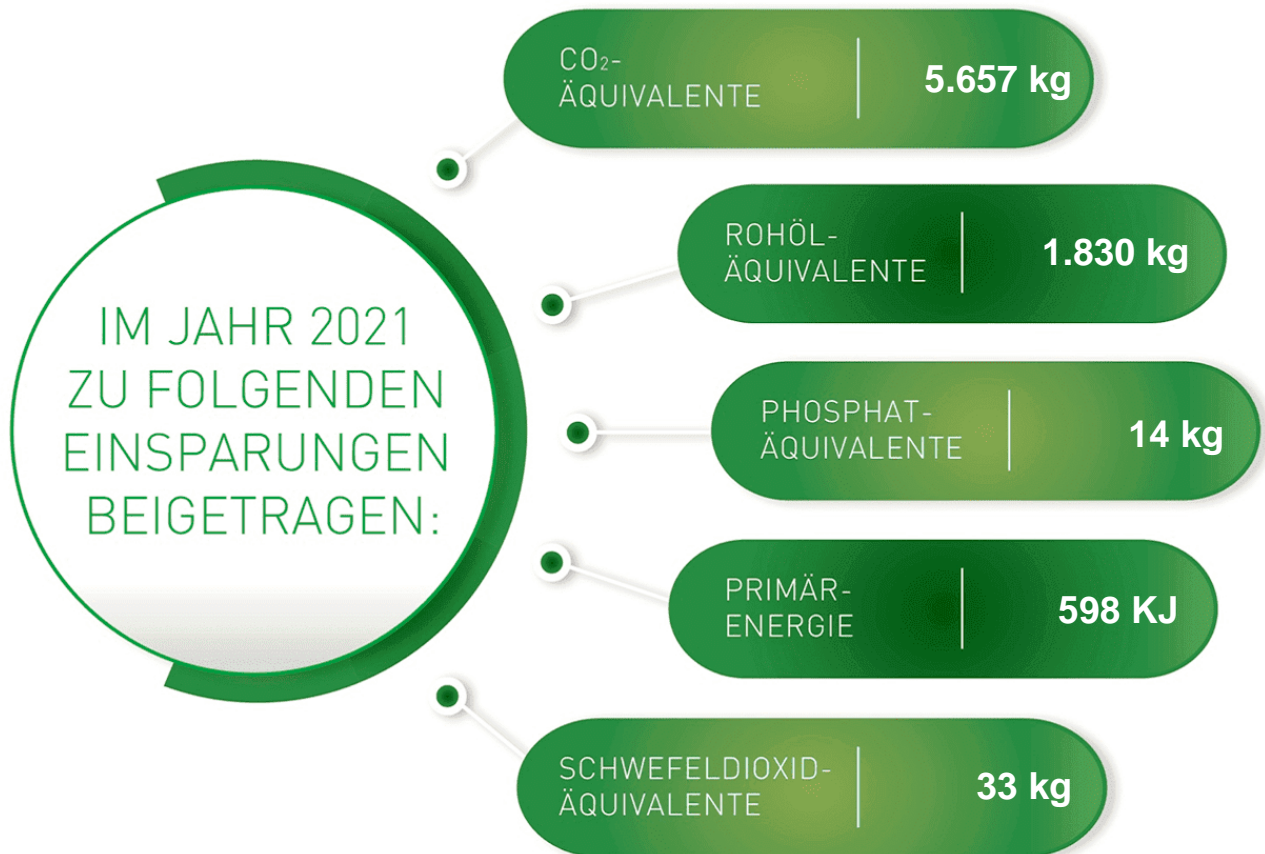 IM JAHR 2021
ZU FOLGENDEN
EINSPARUNGEN
BEIGETRAGEN:
CO₂-
ÄQUIVALENTE
5.657 kg
ROHÖL-
ÄQUIVALENTE
1.830 kg
PHOSPHAT-
ÄQUIVALENTE
14 kg
PRIMÄR-
ENERGIE
598 KJ
SCHWEFELDIOXID-
ÄQUIVALENTE
33 kg